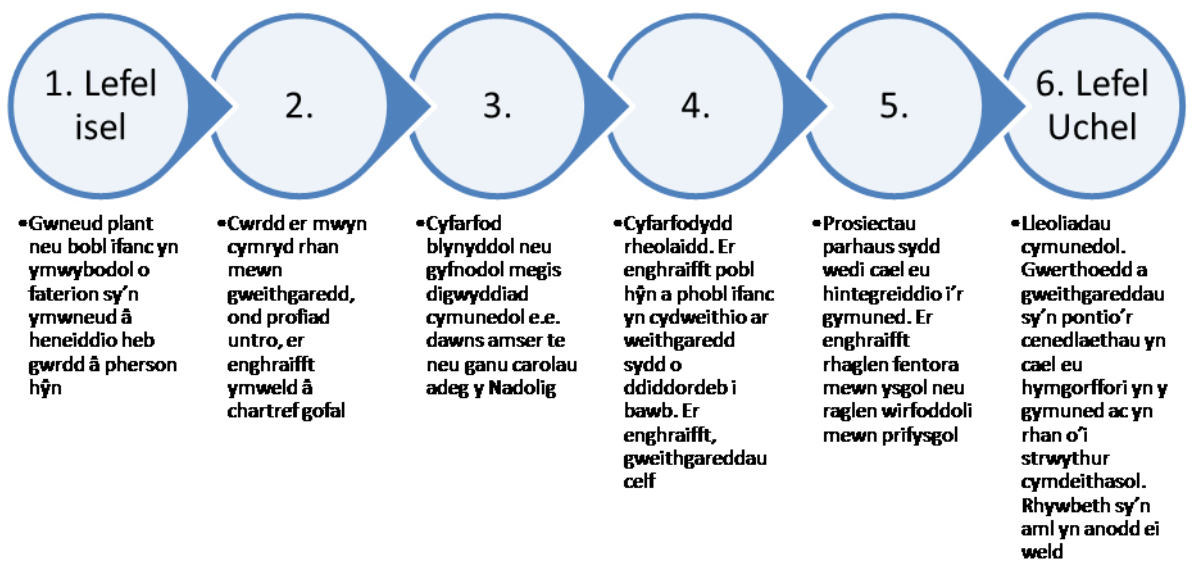 1. Lefel
isel
2.
3.
4.
5.
6. Lefel
Uchel
•Gwneud plant
neu bobl ifanc yn
ymwybodol o
faterion sy'n
ymwneud â
heneiddio heb
gwrdd â pherson
hŷn
•Cwrdd er mwyn
cymryd rhan
mewn
gweithgaredd,
ond profiad
untro, er
enghraifft
ymweld â
chartref gofal
•Cyfarfod
blynyddol neu
gyfnodol megis
digwyddiad
cymunedol e.e.
dawns amser te
neu ganu carolau
adeg y Nadolig
•Cyfarfodydd
rheolaidd. Er
enghraifft pobl
hŷn a phobl ifanc
yn cydweithio ar
weithgaredd
sydd o
ddiddordeb i
bawb. Er
enghraifft,
gweithgareddau
celf
•Prosiectau
parhaus sydd
wedi cael eu
hintegreiddio i'r
gymuned. Er
enghraifft
rhaglen fentora
mewn ysgol neu
raglen wirfoddoli
mewn prifysgol
•Lleoliadau
cymunedol.
Gwerthoedd a
gweithgareddau
sy'n pontio'r
cenedlaethau yn
cael eu
hymgorffori yn y
gymuned ac yn
rhan o'i
strwythur
cymdeithasol.
Rhywbeth sy'n
aml yn anodd ei
weld